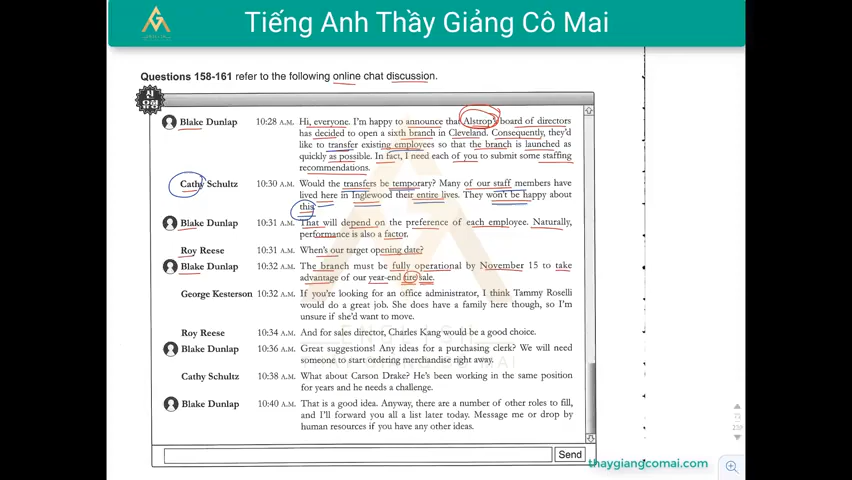 Tiếng Anh Thầy Giảng Cô Mai
Questions 158-161 refer to the following online chat discussion.
Blake Dunlap 10:28 A.M. Hi, everyone. I'm happy to announce that Alstrop's board of directors
has decided to open a sixth branch in Cleveland. Consequently, they'd
like to transfer existing employees so that the branch is launched as
quickly as possible. In fact, I need each of you to submit some staffing
recommendations.
Cathy Schultz 10:30 A.M. Would the transfers be temporary? Many of our staff members have
lived here in Inglewood their entire lives. They won't be happy about
this.
Blake Dunlap 10:31 A.M. That will depend on the preference of each employee. Naturally,
performance is also a factor.
Roy Reese 10:31 A.M. When's our target opening date?
Blake Dunlap 10:32 A.M. The branch must be fully operational by November 15 to take
advantage of our year-end fire sale.
George Kesterson 10:32 A.M. If you're looking for an office administrator, I think Tammy Roselli
would do a great job. She does have a family here though, so I'm
unsure if she'd want to move.
Roy Reese 10:34 A.M. And for sales director, Charles Kang would be a good choice.
Blake Dunlap 10:36 A.M. Great suggestions! Any ideas for a purchasing clerk? We will need
someone to start ordering merchandise right away.
Cathy Schultz 10:38 A.M. What about Carson Drake? He's been working in the same position
for years and he needs a challenge.
Blake Dunlap 10:40 A.M. That is a good idea. Anyway, there are a number of other roles to fill,
and I'll forward you all a list later today. Message me or drop by
human resources if you have any other ideas.
Send
thaygiangcomai.com